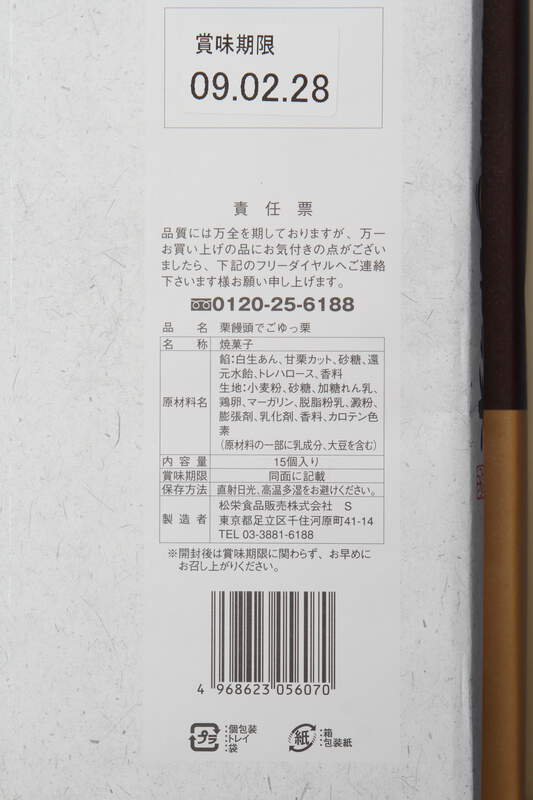 賞味期限
09.02.28
責任票
品質には万全を期しておりますが、万一
お買い上げの品にお気付きの点がござい
ましたら、下記のフリーダイヤルへご連絡
下さいます様お願い申し上げます。
0120-25-6188
品名 栗饅頭でごゆっ栗
名称 焼菓子
原材料名 餡:白生あん、甘栗カット、砂糖、還
元水飴、トレハロース、香料
生地:小麦粉、砂糖、加糖れん乳、
鶏卵、マーガリン、脱脂粉乳、澱粉、
膨張剤、乳化剤、香料、カロテン色
素
(原材料の一部に乳成分、大豆を含む)
内容量 15個入り
賞味期限 同面に記載
保存方法 直射日光、高温多湿をお避けください。
製造者 松栄食品販売株式会社 S
東京都足立区千住河原町41-14
TEL 03-3881-6188
※開封後は賞味期限に関わらず、お早めに
お召し上がりください。
4 968623 056070
プラ :個包装
:トレイ
:袋
紙 :箱
:包装紙